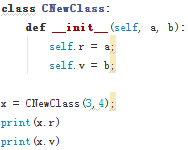 class CNewClass:
    def __init__(self, a, b):
        self.r = a;
        self.v = b;
x = CNewClass(3,4);
print(x.r)
print(x.v)